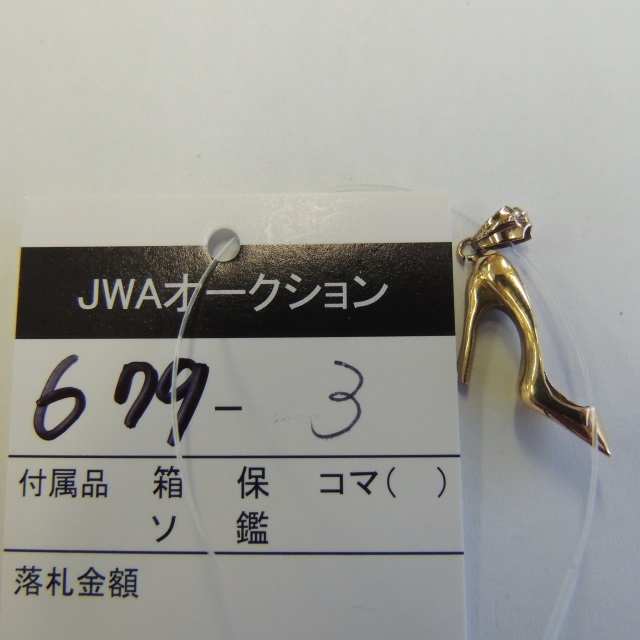 JWAオークション
679-3
付属品 箱 保 コマ( )
ソ 鑑
落札金額